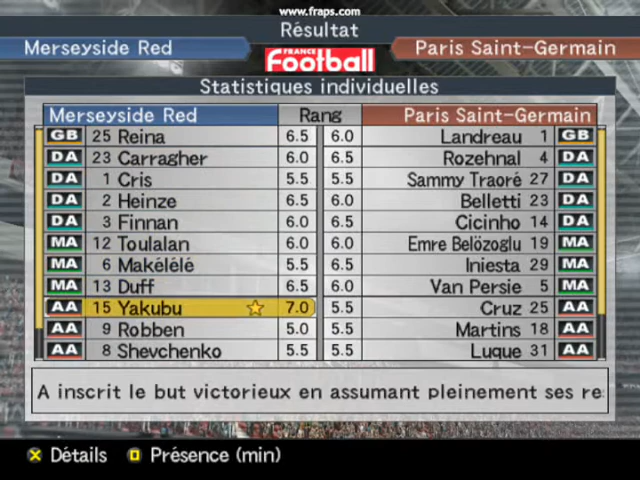 www.fraps.com
Résultat
Merseyside Red Paris Saint-Germain
FRANCE
Football
Statistiques individuelles
Merseyside Red Rang Paris Saint-Germain
GB 25 Reina 6.5 6.0 Landreau 1 GB
DA 23 Carragher 6.0 6.5 Rozehnal 4 DA
DA 1 Cris 5.5 5.5 Sammy Traoré 27 DA
DA 2 Heinze 6.5 6.0 Belletti 23 DA
DA 3 Finnan 6.0 6.5 Cicinho 14 DA
MA 12 Toulalan 6.0 6.0 Emre Belözoglu 19 MA
MA 6 Makélélé 5.5 6.5 Iniesta 29 MA
MA 13 Duff 6.5 6.0 Van Persie 5 MA
AA 15 Yakubu 7.0 5.5 Cruz 25 AA
AA 9 Robben 5.0 5.5 Martins 18 AA
AA 8 Shevchenko 5.5 5.5 Luque 31 AA
A inscrit le but victorieux en assumant pleinement ses re
Détails Présence (min)